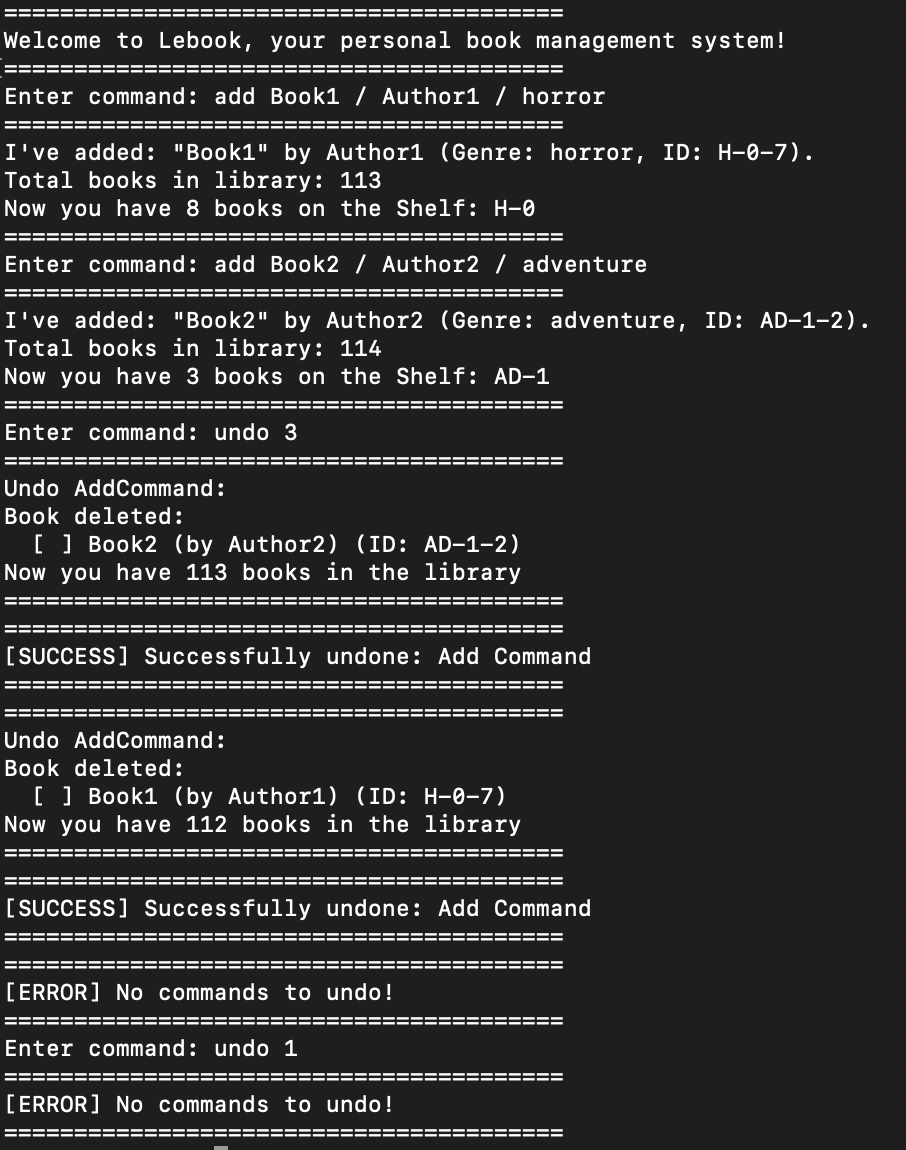 ========================================
Welcome to Lebook, your personal book management system!
========================================
Enter command: add Book1 / Author1 / horror
========================================
I've added: "Book1" by Author1 (Genre: horror, ID: H-0-7).
Total books in library: 113
Now you have 8 books on the Shelf: H-0
========================================
Enter command: add Book2 / Author2 / adventure
========================================
I've added: "Book2" by Author2 (Genre: adventure, ID: AD-1-2).
Total books in library: 114
Now you have 3 books on the Shelf: AD-1
========================================
Enter command: undo 3
========================================
Undo AddCommand:
Book deleted:
  [ ] Book2 (by Author2) (ID: AD-1-2)
Now you have 113 books in the library
========================================
========================================
[SUCCESS] Successfully undone: Add Command
========================================
========================================
Undo AddCommand:
Book deleted:
  [ ] Book1 (by Author1) (ID: H-0-7)
Now you have 112 books in the library
========================================
========================================
[SUCCESS] Successfully undone: Add Command
========================================
========================================
[ERROR] No commands to undo!
========================================
Enter command: undo 1
========================================
[ERROR] No commands to undo!
========================================